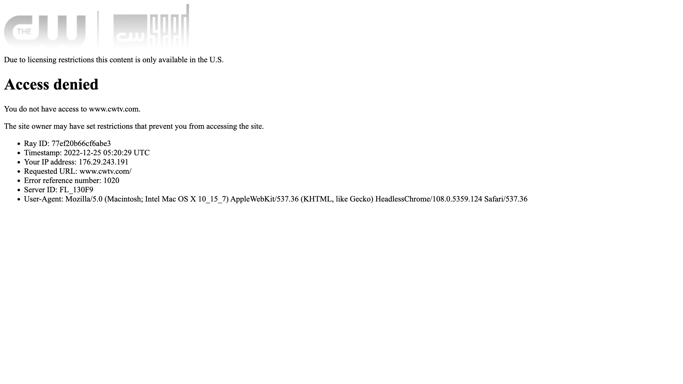 THE CW | CW seed
Due to licensing restrictions this content is only available in the U.S.
Access denied
You do not have access to www.cwtv.com.
The site owner may have set restrictions that prevent you from accessing the site.
• Ray ID: 77ef20b66cf6abe3
• Timestamp: 2022-12-25 05:20:29 UTC
• Your IP address: 176.29.243.191
• Requested URL: www.cwtv.com/
• Error reference number: 1020
• Server ID: FL_130F9
• User-Agent: Mozilla/5.0 (Macintosh; Intel Mac OS X 10_15_7) AppleWebKit/537.36 (KHTML, like Gecko) HeadlessChrome/108.0.5359.124 Safari/537.36